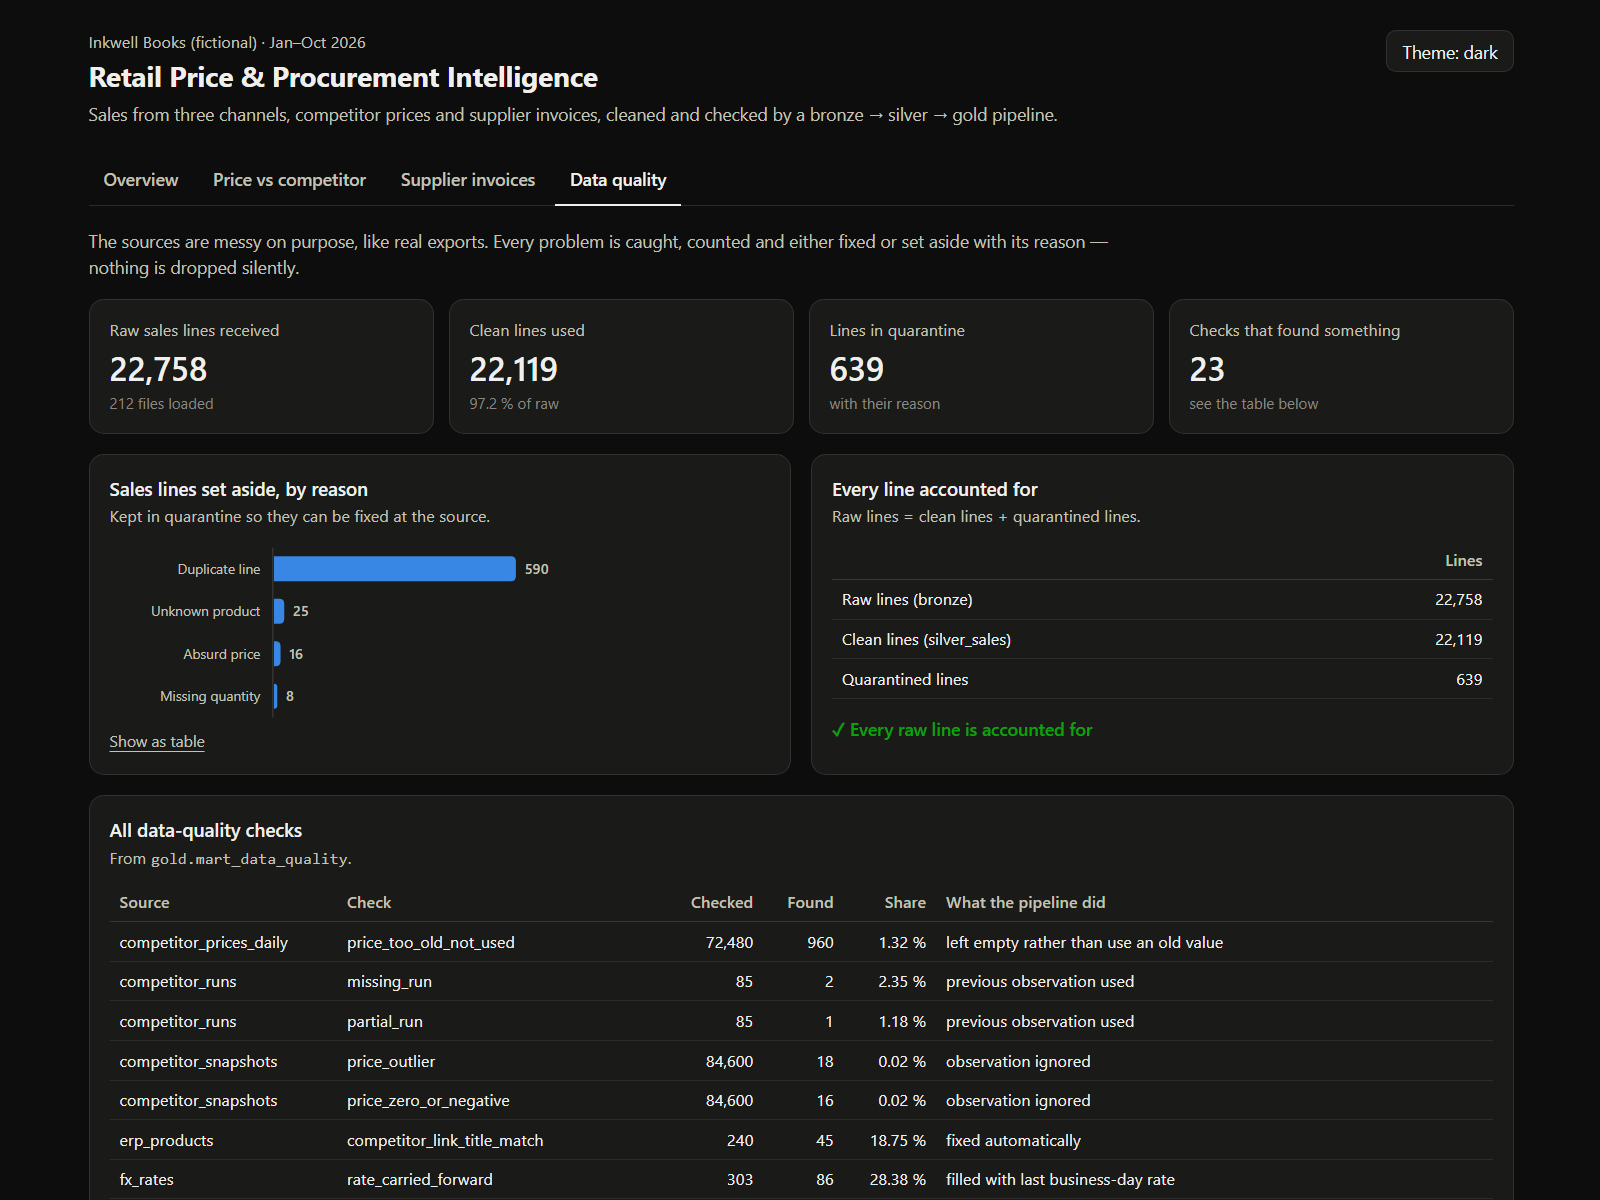 Inkwell Books (fictional) · Jan–Oct 2026
Theme: dark
Retail Price & Procurement Intelligence
Sales from three channels, competitor prices and supplier invoices, cleaned and checked by a bronze → silver → gold pipeline.
Overview Price vs competitor Supplier invoices Data quality
The sources are messy on purpose, like real exports. Every problem is caught, counted and either fixed or set aside with its reason —
nothing is dropped silently.
Raw sales lines received
22,758
212 files loaded
Clean lines used
22,119
97.2 % of raw
Lines in quarantine
639
with their reason
Checks that found something
23
see the table below
Sales lines set aside, by reason
Kept in quarantine so they can be fixed at the source.
Duplicate line 590
Unknown product 25
Absurd price 16
Missing quantity 8
Show as table
Every line accounted for
Raw lines = clean lines + quarantined lines.
Lines
Raw lines (bronze) 22,758
Clean lines (silver_sales) 22,119
Quarantined lines 639
✓ Every raw line is accounted for
All data-quality checks
From gold.mart_data_quality.
Source Check Checked Found Share What the pipeline did
competitor_prices_daily price_too_old_not_used 72,480 960 1.32 % left empty rather than use an old value
competitor_runs missing_run 85 2 2.35 % previous observation used
competitor_runs partial_run 85 1 1.18 % previous observation used
competitor_snapshots price_outlier 84,600 18 0.02 % observation ignored
competitor_snapshots price_zero_or_negative 84,600 16 0.02 % observation ignored
erp_products competitor_link_title_match 240 45 18.75 % fixed automatically
fx_rates rate_carried_forward 303 86 28.38 % filled with last business-day rate